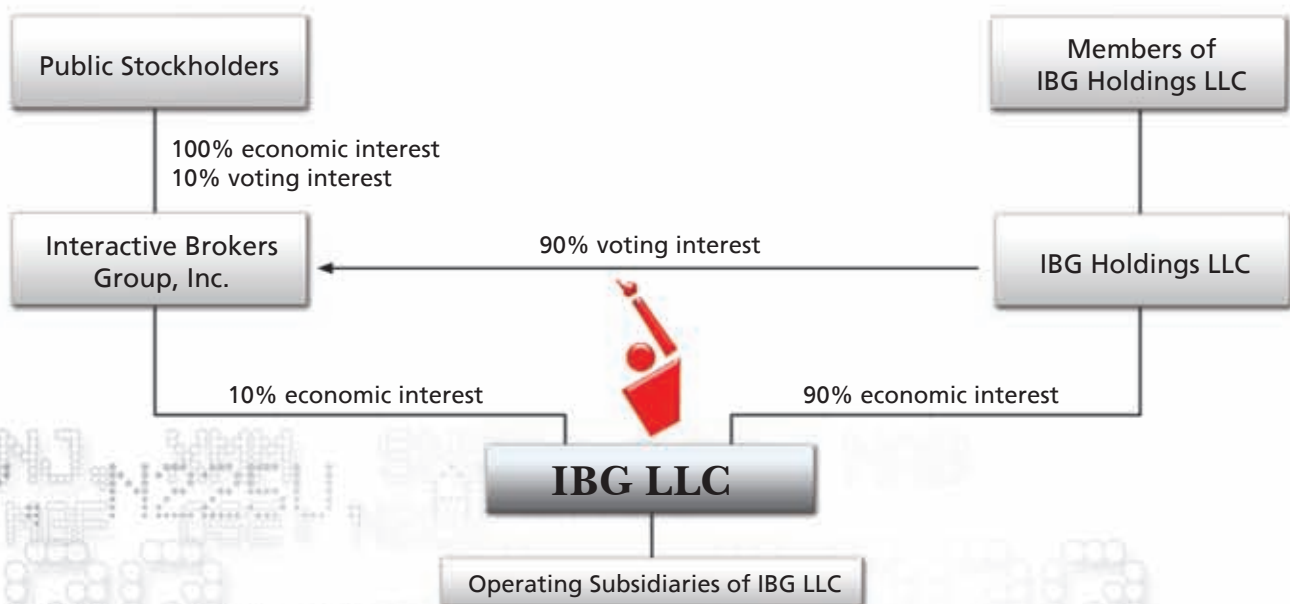 Public Stockholders
Members of
IBG Holdings LLC
100% economic interest
10% voting interest
Interactive Brokers
Group, Inc.
90% voting interest
IBG Holdings LLC
10% economic interest
90% economic interest
IBG LLC
Operating Subsidiaries of IBG LLC